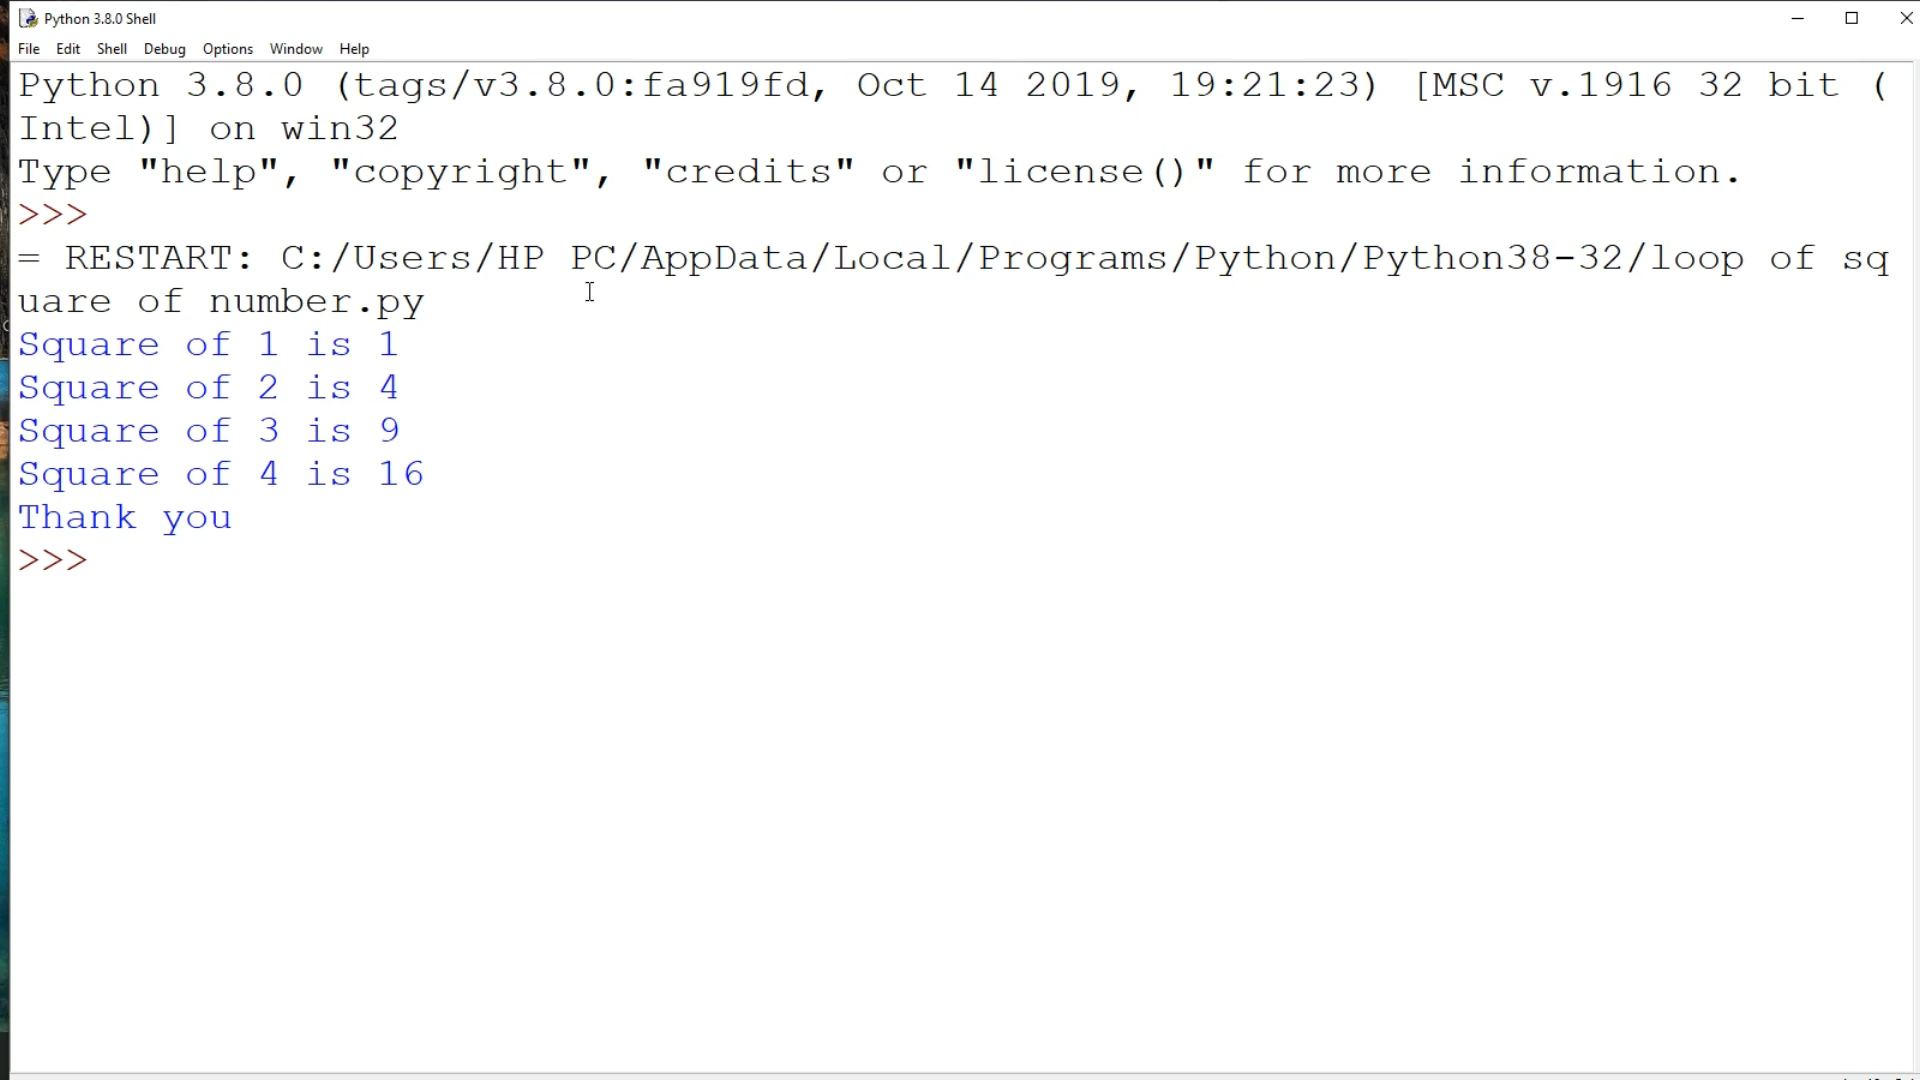 Python 3.8.0 Shell
File Edit Shell Debug Options Window Help
Python 3.8.0 (tags/v3.8.0:fa919fd, Oct 14 2019, 19:21:23) [MSC v.1916 32 bit (
Intel)] on win32
Type "help", "copyright", "credits" or "license()" for more information.
>>>
= RESTART: C:/Users/HP PC/AppData/Local/Programs/Python/Python38-32/loop of sq
uare of number.py
Square of 1 is 1
Square of 2 is 4
Square of 3 is 9
Square of 4 is 16
Thank you
>>>